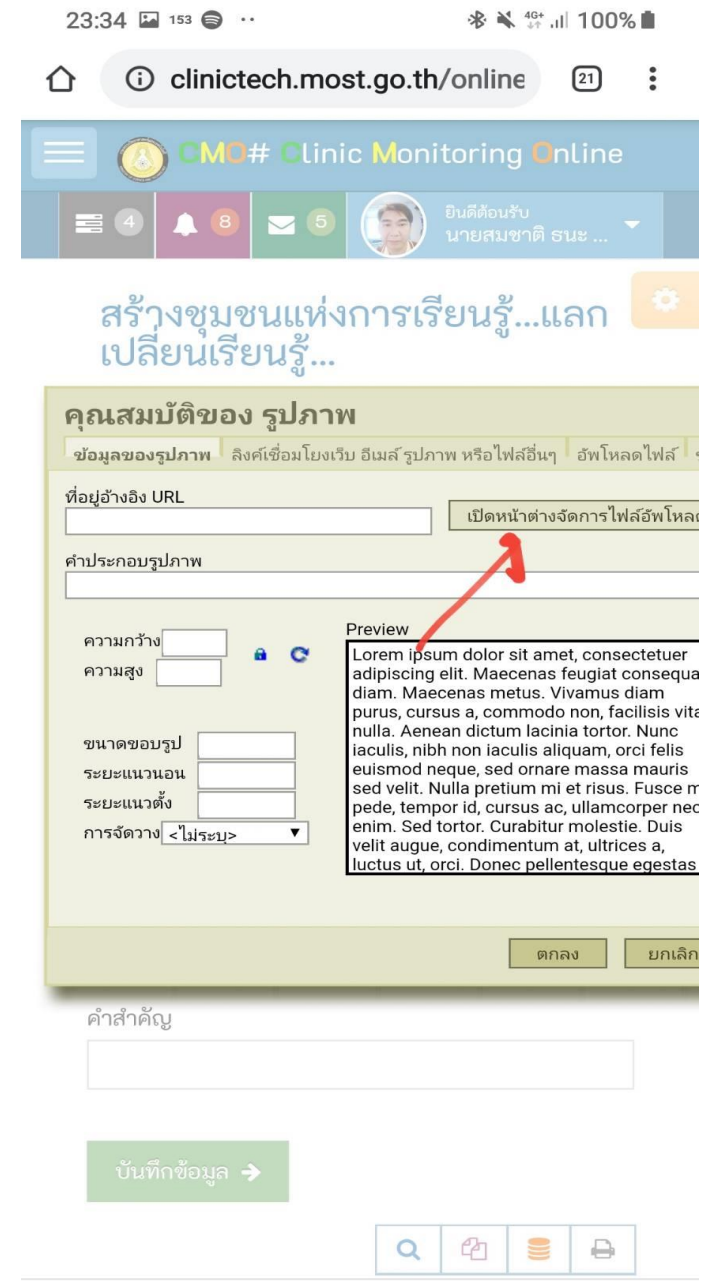 23:34 153 4G+ 100%
clinictech.most.go.th/online 21
CMO# Clinic Monitoring Online
4 8 5 ยินดีต้อนรับ
นายสมชาติ ธนะ ...
สร้างชุมชนแห่งการเรียนรู้...แลก
เปลี่ยนเรียนรู้...
คุณสมบัติของ รูปภาพ
ข้อมูลของรูปภาพ ลิงค์เชื่อมโยงเว็บ อีเมล์ รูปภาพ หรือไฟล์อื่นๆ อัพโหลดไฟล์
ที่อยู่อ้างอิง URL
เปิดหน้าต่างจัดการไฟล์อัพโหลด
คำประกอบรูปภาพ
ความกว้าง
ความสูง
ขนาดขอบรูป
ระยะแนวนอน
ระยะแนวตั้ง
การจัดวาง <ไม่ระบุ>
Preview
Lorem ipsum dolor sit amet, consectetuer
adipiscing elit. Maecenas feugiat consequa
diam. Maecenas metus. Vivamus diam
purus, cursus a, commodo non, facilisis vita
nulla. Aenean dictum lacinia tortor. Nunc
iaculis, nibh non iaculis aliquam, orci felis
euismod neque, sed ornare massa mauris
sed velit. Nulla pretium mi et risus. Fusce m
pede, tempor id, cursus ac, ullamcorper nec
enim. Sed tortor. Curabitur molestie. Duis
velit augue, condimentum at, ultrices a,
luctus ut, orci. Donec pellentesque egestas
ตกลง ยกเลิก
คำสำคัญ
บันทึกข้อมูล